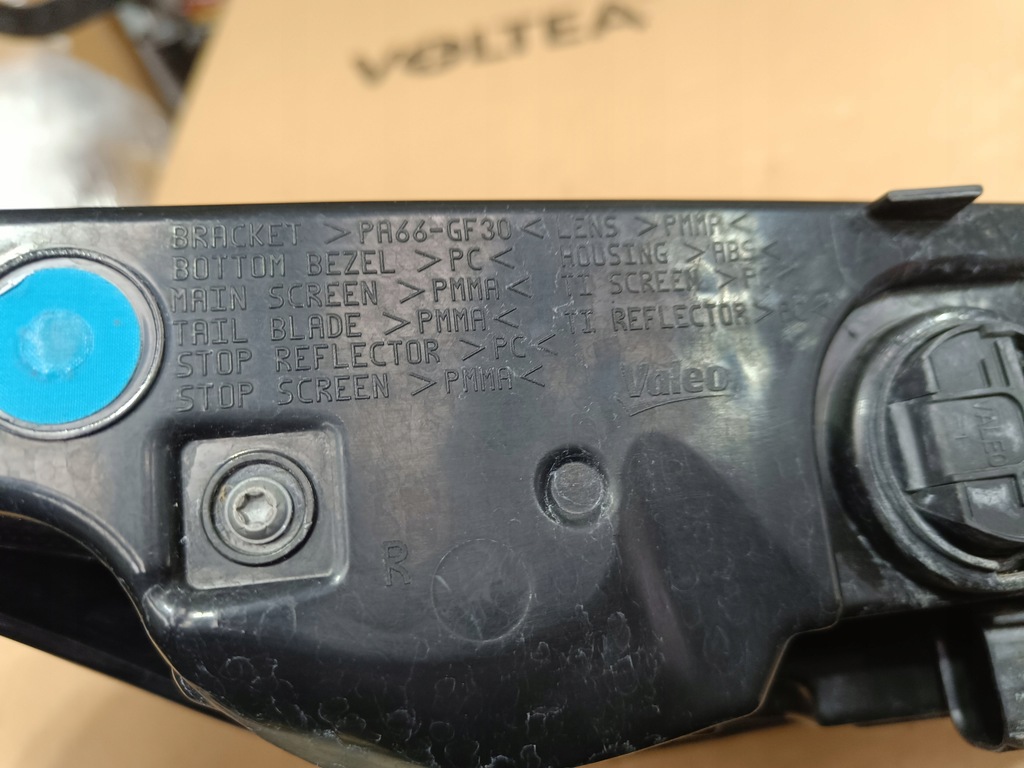 VOLTEA
BRACKET >PA66-GF30<
BOTTOM BEZEL >PC<
MAIN SCREEN >PMMA<
TAIL BLADE >PMMA<
STOP REFLECTOR >PC<
STOP SCREEN >PMMA<
LENS >PMMA<
HOUSING >ABS<
TI SCREEN
TI REFLECTOR
Valeo
R
VALEO